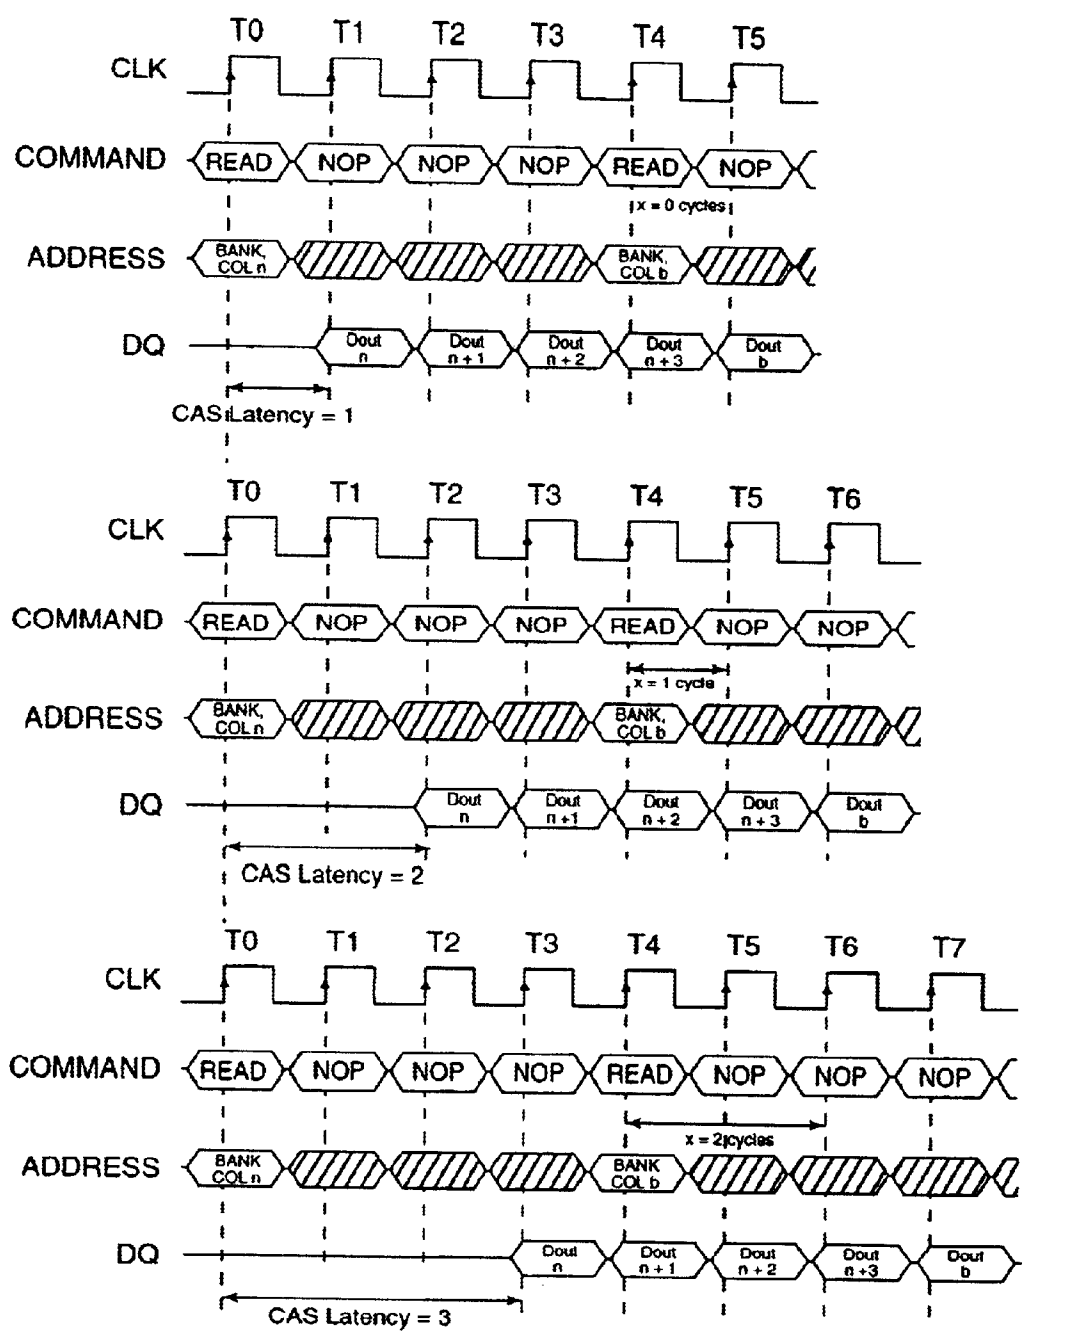 T0 T1 T2 T3 T4 T5
CLK
COMMAND READ NOP NOP NOP READ NOP
x = 0 cycles
ADDRESS BANK, COL n BANK, COL b
DQ Dout n Dout n + 1 Dout n + 2 Dout n + 3 Dout b
CAS Latency = 1
T0 T1 T2 T3 T4 T5 T6
CLK
COMMAND READ NOP NOP NOP READ NOP NOP
x = 1 cycle
ADDRESS BANK, COL n BANK, COL b
DQ Dout n Dout n +1 Dout n + 2 Dout n + 3 Dout b
CAS Latency = 2
T0 T1 T2 T3 T4 T5 T6 T7
CLK
COMMAND READ NOP NOP NOP READ NOP NOP NOP
x = 2 cycles
ADDRESS BANK COL n BANK COL b
DQ Dout n Dout n + 1 Dout n + 2 Dout n +3 Dout b
CAS Latency = 3